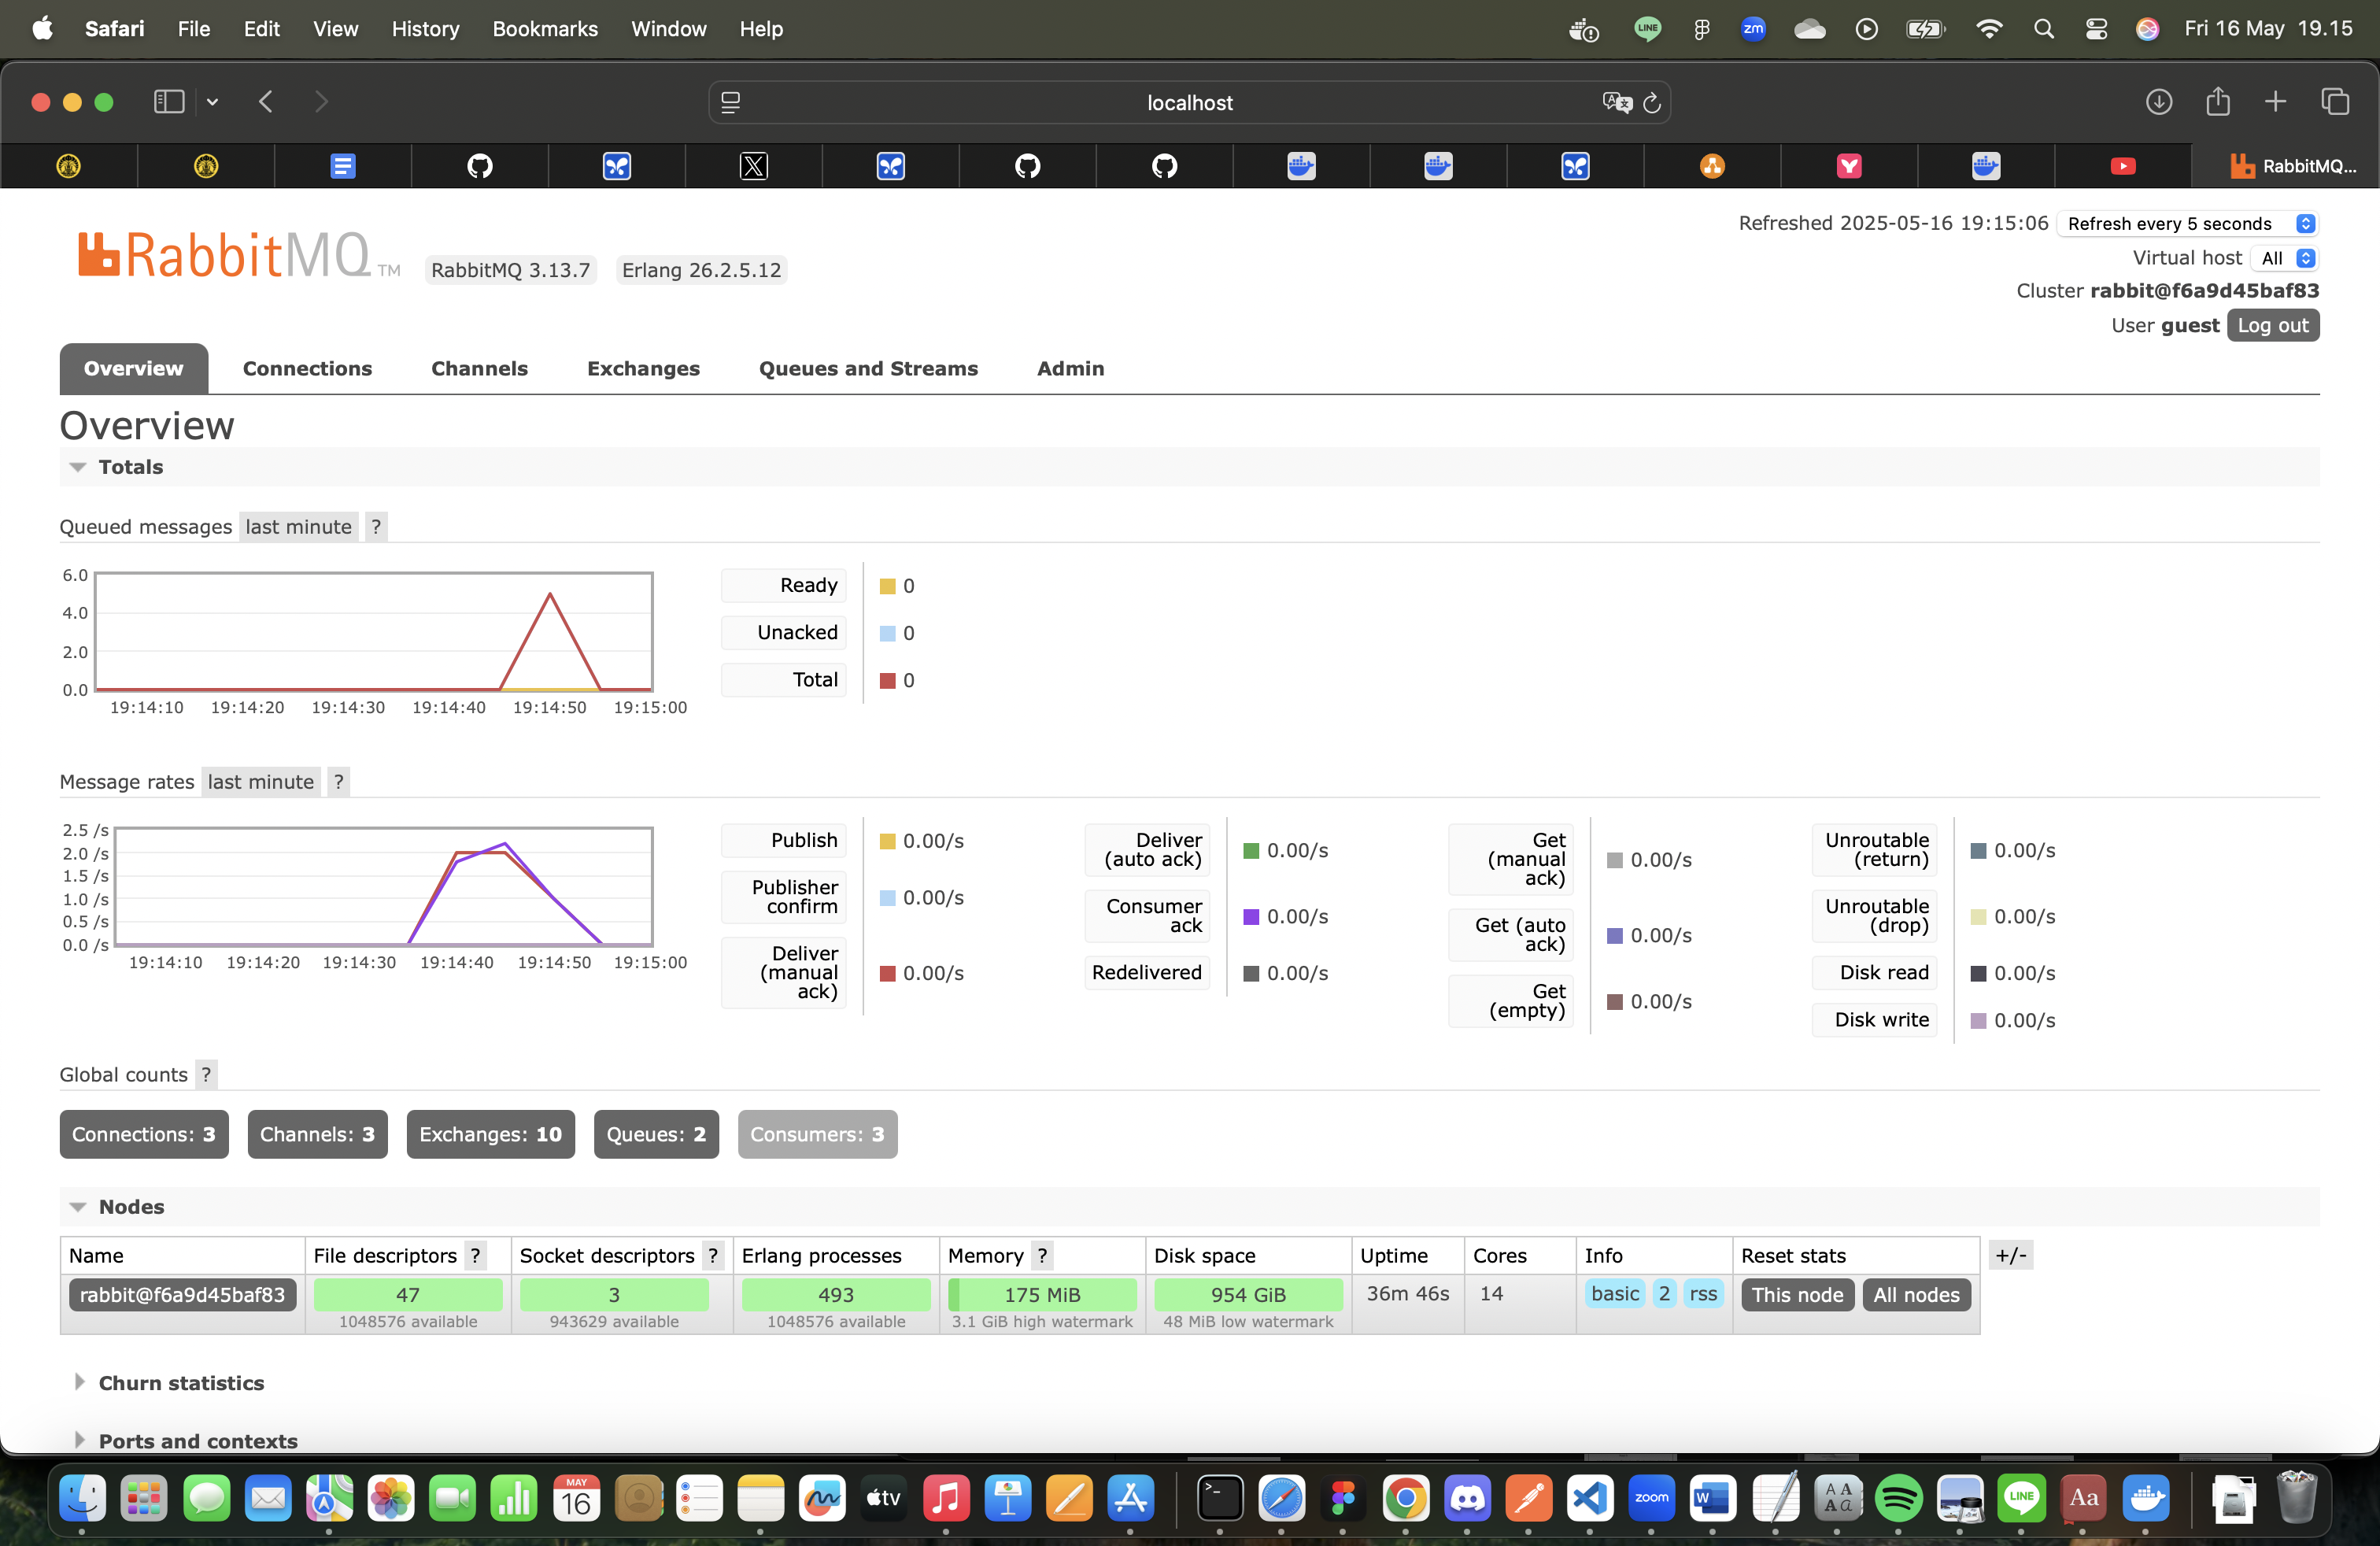 Safari File Edit View History Bookmarks Window Help LINE zm Fri 16 May 19.15
localhost
RabbitMQ...
Refreshed 2025-05-16 19:15:06 Refresh every 5 seconds
Virtual host All
RabbitMQ TM RabbitMQ 3.13.7 Erlang 26.2.5.12
Cluster rabbit@f6a9d45baf83
User guest Log out
Overview Connections Channels Exchanges Queues and Streams Admin
Overview
Totals
Queued messages last minute ?
6.0
4.0
2.0
0.0
19:14:10 19:14:20 19:14:30 19:14:40 19:14:50 19:15:00
Ready 0
Unacked 0
Total 0
Message rates last minute ?
2.5 /s
2.0 /s
1.5 /s
1.0 /s
0.5 /s
0.0 /s
19:14:10 19:14:20 19:14:30 19:14:40 19:14:50 19:15:00
Publish 0.00/s
Publisher
confirm 0.00/s
Deliver
(manual
ack) 0.00/s
Deliver
(auto ack) 0.00/s
Consumer
ack 0.00/s
Redelivered 0.00/s
Get
(manual
ack) 0.00/s
Get (auto
ack) 0.00/s
Get
(empty) 0.00/s
Unroutable
(return) 0.00/s
Unroutable
(drop) 0.00/s
Disk read 0.00/s
Disk write 0.00/s
Global counts ?
Connections: 3 Channels: 3 Exchanges: 10 Queues: 2 Consumers: 3
Nodes
Name File descriptors ? Socket descriptors ? Erlang processes Memory ? Disk space Uptime Cores Info Reset stats +/-
rabbit@f6a9d45baf83 47 3 493 175 MiB 954 GiB 36m 46s 14 basic 2 rss This node All nodes
1048576 available 943629 available 1048576 available 3.1 GiB high watermark 48 MiB low watermark
Churn statistics
Ports and contexts
MAY
16
tv
zoom
W
A A
A a
LINE
Aa